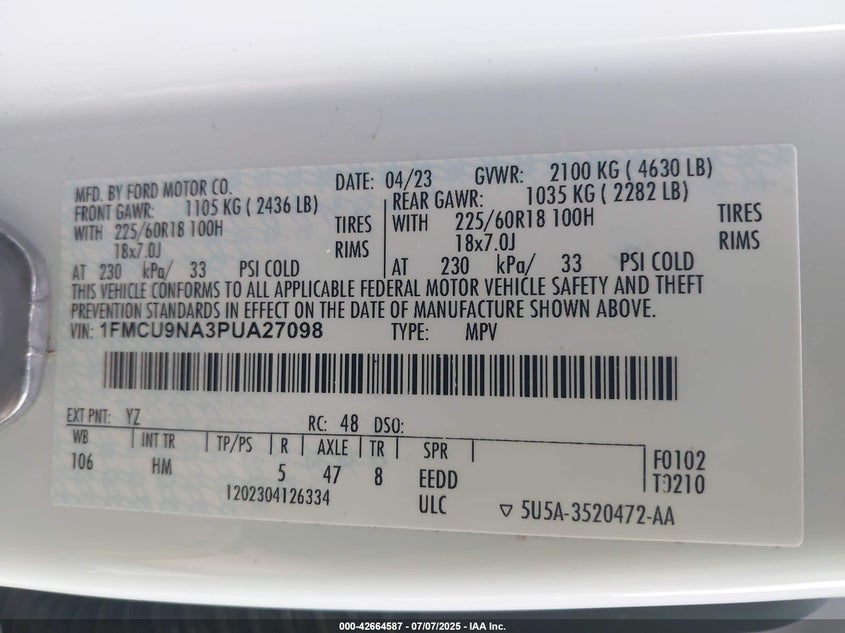 MFD. BY FORD MOTOR CO. DATE: 04/23 GVWR: 2100 KG ( 4630 LB)
FRONT GAWR: 1105 KG ( 2436 LB) REAR GAWR: 1035 KG ( 2282 LB)
WITH 225/60R18 100H TIRES WITH 225/60R18 100H TIRES
18x7.0J RIMS 18x7.0J RIMS
AT 230 kPa/ 33 PSI COLD AT 230 kPa/ 33 PSI COLD
THIS VEHICLE CONFORMS TO ALL APPLICABLE FEDERAL MOTOR VEHICLE SAFETY AND THEFT
PREVENTION STANDARDS IN EFFECT ON THE DATE OF MANUFACTURE SHOWN ABOVE.
VIN: 1FMCU9NA3PUA27098 TYPE: MPV
EXT PNT: YZ RC: 48 DSO:
WB INT TR TP/PS R AXLE TR SPR
106 HM 5 47 8 EEDD F0102
1202304126334 ULC T0210
5U5A-3520472-AA
000-42664587 / 07/07/2025 - IAA Inc.